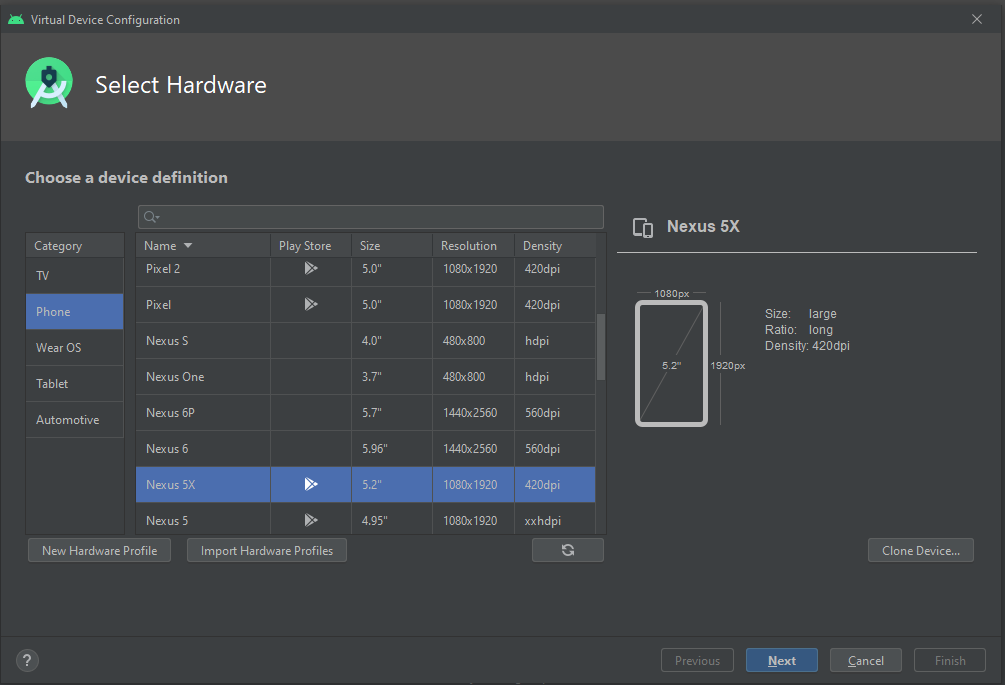 Virtual Device Configuration
Select Hardware
Choose a device definition
Category
TV
Phone
Wear OS
Tablet
Automotive
Name Play Store Size Resolution Density
Pixel 2 5.0" 1080x1920 420dpi
Pixel 5.0" 1080x1920 420dpi
Nexus S 4.0" 480x800 hdpi
Nexus One 3.7" 480x800 hdpi
Nexus 6P 5.7" 1440x2560 560dpi
Nexus 6 5.96" 1440x2560 560dpi
Nexus 5X 5.2" 1080x1920 420dpi
Nexus 5 4.95" 1080x1920 xxhdpi
Nexus 5X
1080px
5.2"
1920px
Size: large
Ratio: long
Density: 420dpi
New Hardware Profile Import Hardware Profiles Clone Device...
? Previous Next Cancel Finish